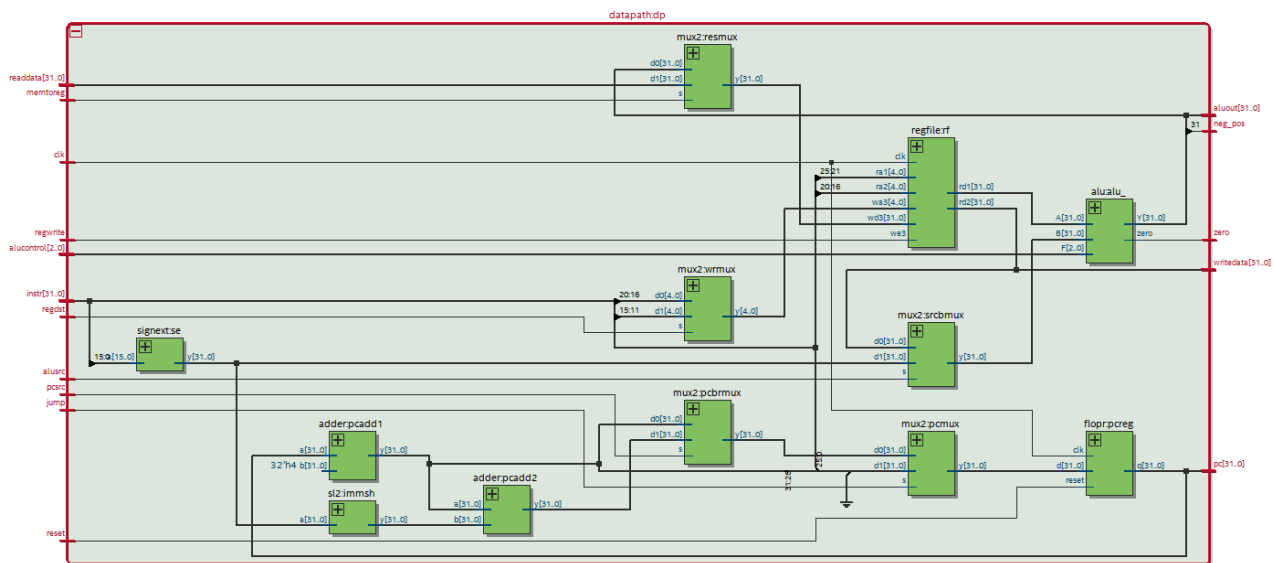 datapath:dp
mux2:resmux
d0[31..0]
readdata[31..0]
d1[31..0]
y[31..0]
memtoreg
s
aluout[31..0]
31
neg_pos
regfile:rf
clk
clk
25:21
ra1[4..0]
20:16
ra2[4..0]
rd1[31..0]
wa3[4..0]
rd2[31..0]
wd3[31..0]
we3
alu:alu_
A[31..0]
Y[31..0]
B[31..0]
zero
F[2..0]
regwrite
alucontrol[2..0]
zero
writedata[31..0]
mux2:wrmux
instr[31..0]
20:16
d0[4..0]
regdst
15:11
d1[4..0]
y[4..0]
s
mux2:srcbmux
d0[31..0]
d1[31..0]
y[31..0]
s
signext:se
15:0
a[15..0]
y[31..0]
alusrc
pcsrc
jump
mux2:pcbrmux
d0[31..0]
d1[31..0]
y[31..0]
s
adder:pcadd1
a[31..0]
y[31..0]
32'h4
b[31..0]
mux2:pcmux
d0[31..0]
25:0
31:26
d1[31..0]
y[31..0]
s
flopr:pcreg
clk
d[31..0]
q[31..0]
reset
pc[31..0]
adder:pcadd2
a[31..0]
y[31..0]
b[31..0]
sl2:immsh
a[31..0]
y[31..0]
reset